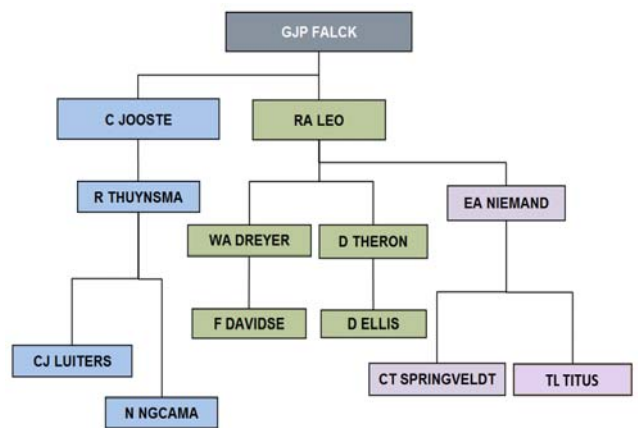 GJP FALCK
C JOOSTE
RA LEO
R THUYNSMA
EA NIEMAND
WA DREYER
D THERON
F DAVIDSE
D ELLIS
CJ LUITERS
CT SPRINGVELDT
TL TITUS
N NGCAMA